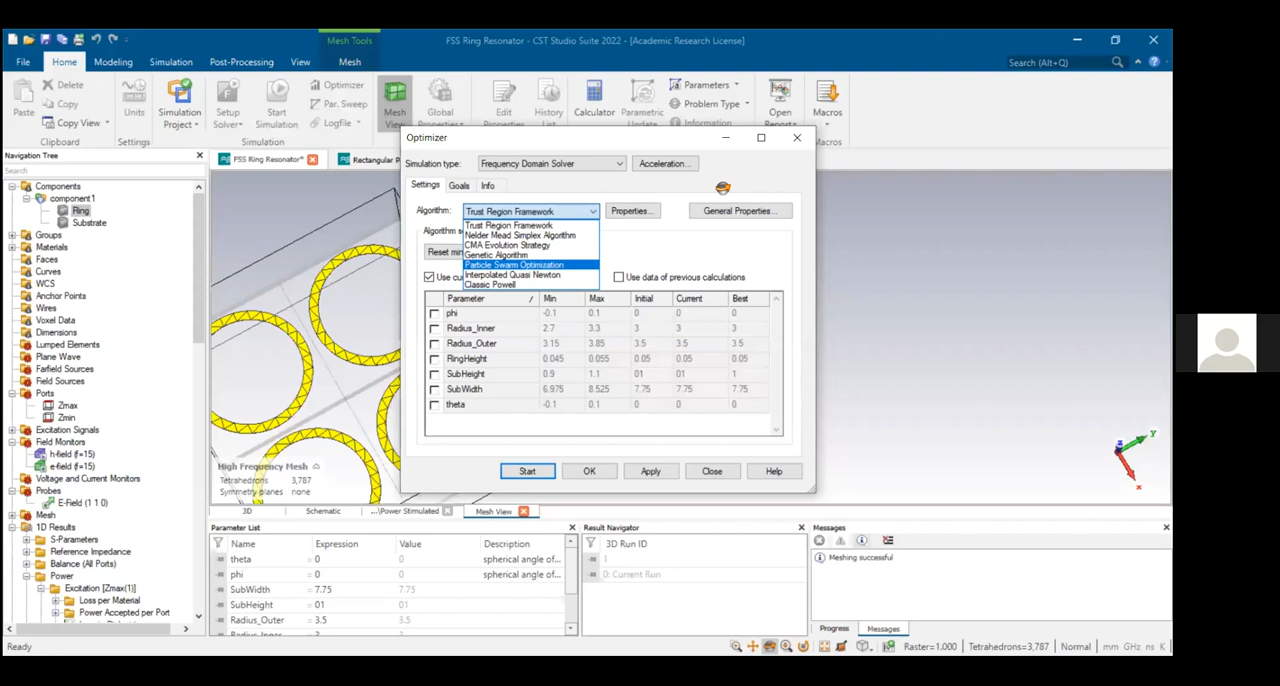 FSS Ring Resonator - CST Studio Suite 2022 - [Academic Research License]
Mesh Tools
File Home Modeling Simulation Post-Processing View Mesh
Search (Alt+Q)
Paste
Delete
Copy
Copy View
Clipboard
Units
Settings
Simulation Project
Setup Solver
Start Simulation
Optimizer
Par. Sweep
Logfile
Simulation
Mesh View
Global Properties
Edit Properties
History List
Calculator
Parametric Update
Parameters
Problem Type
Information
Open Report
Macros
Macros
Navigation Tree
Search
Components
component1
Ring
Substrate
Groups
Materials
Faces
Curves
WCS
Anchor Points
Wires
Voxel Data
Dimensions
Lumped Elements
Plane Wave
Farfield Sources
Field Sources
Ports
Zmax
Zmin
Excitation Signals
Field Monitors
h-field (f=15)
e-field (f=15)
Voltage and Current Monitors
Probes
E-Field (1 1 0)
Mesh
1D Results
S-Parameters
Reference Impedance
Balance (All Ports)
Power
Excitation [Zmax(1)]
Loss per Material
Power Accepted per Port
FSS Ring Resonator*
Rectangular P
Optimizer
Simulation type: Frequency Domain Solver Acceleration...
Settings Goals Info
Algorithm: Trust Region Framework Properties... General Properties...
Trust Region Framework
Nelder Mead Simplex Algorithm
CMA Evolution Strategy
Genetic Algorithm
Particle Swarm Optimization
Interpolated Quasi Newton
Classic Powell
Algorithm s
Reset min
Use cu
Use data of previous calculations
Parameter / Min Max Initial Current Best
phi -0.1 0.1 0 0 0
Radius_Inner 2.7 3.3 3 3 3
Radius_Outer 3.15 3.85 3.5 3.5 3.5
RingHeight 0.045 0.055 0.05 0.05 0.05
SubHeight 0.9 1.1 01 01 1
SubWidth 6.975 8.525 7.75 7.75 7.75
theta -0.1 0.1 0 0 0
Start OK Apply Close Help
High Frequency Mesh
Tetrahedrons 3,787
Symmetry planes none
Y
x
3D Schematic ...\Power Stimulated Mesh View
Parameter List
Name Expression Value Description
theta = 0 0 spherical angle of...
phi = 0 0 spherical angle of...
SubWidth = 7.75 7.75
SubHeight = 01 01
Radius_Outer = 3.5 3.5
Result Navigator
3D Run ID
1
0: Current Run
Messages
Meshing successful
Progress Messages
Ready
Raster=1.000 Tetrahedrons=3,787 Normal mm GHz ns K